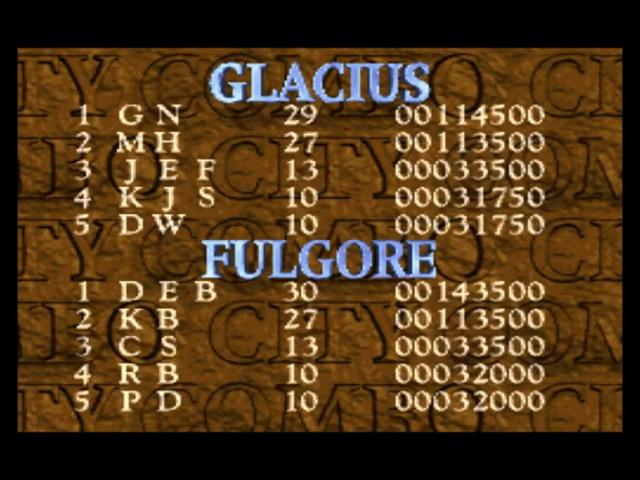 GLACIUS
1 G N 29 00114500
2 M H 27 00113500
3 J E F 13 00033500
4 K J S 10 00031750
5 D W 10 00031750
FULGORE
1 D E B 30 00143500
2 K B 27 00113500
3 C S 13 00033500
4 R B 10 00032000
5 P D 10 00032000